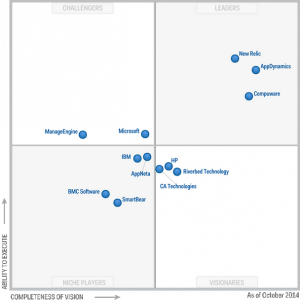 CHALLENGERS
LEADERS
New Relic
AppDynamics
Compuware
ManageEngine
Microsoft
IBM
AppNeta
HP
Riverbed Technology
CA Technologies
BMC Software
SmartBear
ABILITY TO EXECUTE
NICHE PLAYERS
VISIONARIES
COMPLETENESS OF VISION
As of October 2014